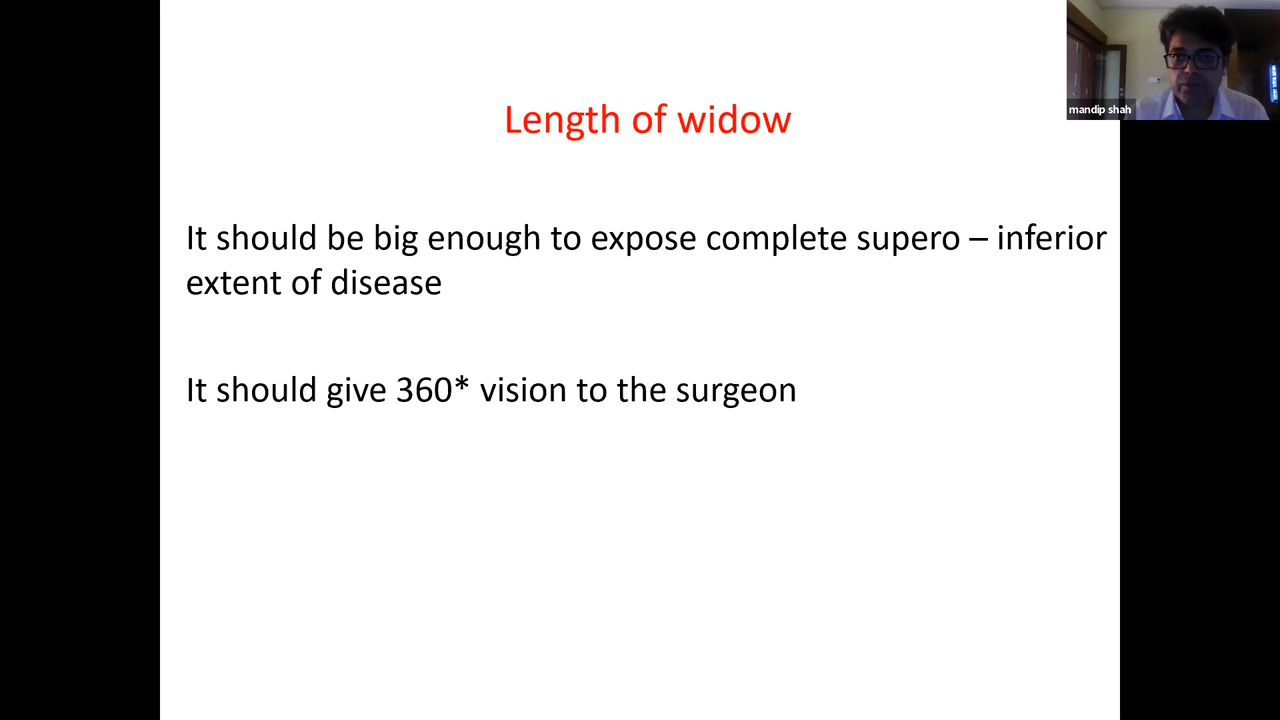 mandip shah
Length of widow
It should be big enough to expose complete supero – inferior
extent of disease
It should give 360* vision to the surgeon